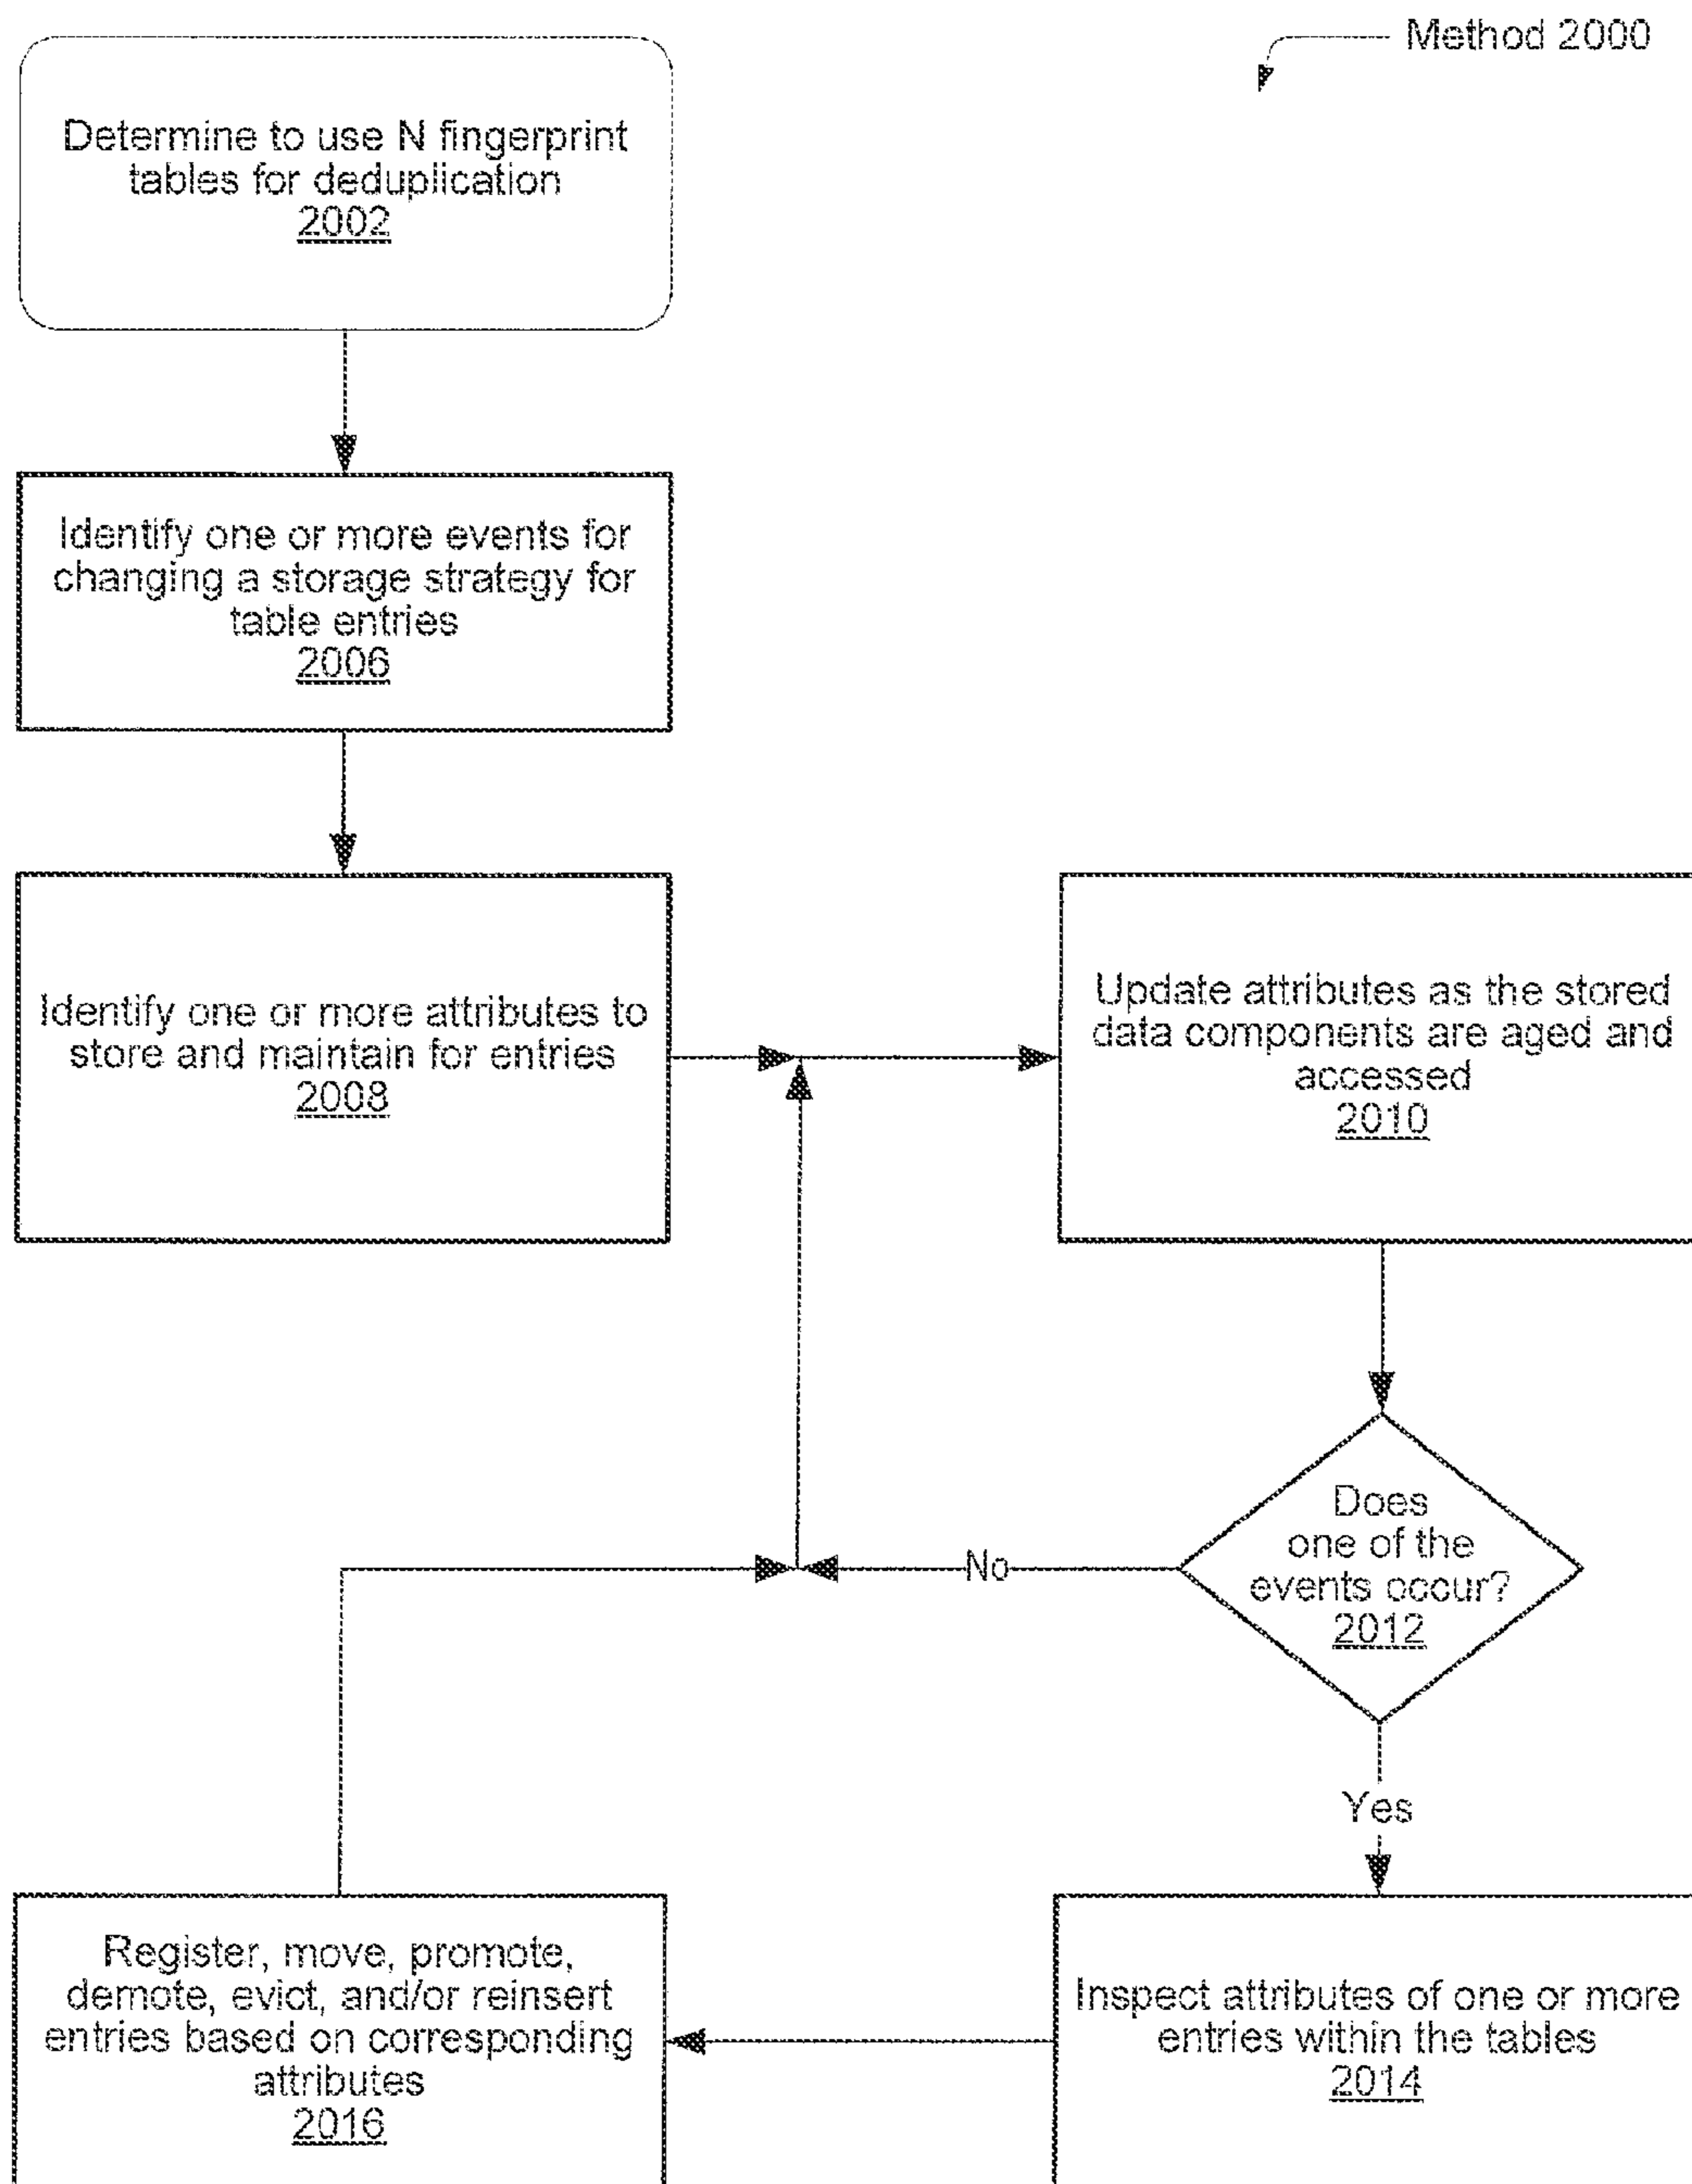 Method 2000
Determine to use N fingerprint
tables for deduplication
2002
Identify one or more events for
changing a storage strategy for
table entries
2006
Identify one or more attributes to
store and maintain for entries
2008
Update attributes as the stored
data components are aged and
accessed
2010
Does
one of the
events occur?
2012
No
Yes
Inspect attributes of one or more
entries within the tables
2014
Register, move, promote,
demote, evict, and/or reinsert
entries based on corresponding
attributes
2016